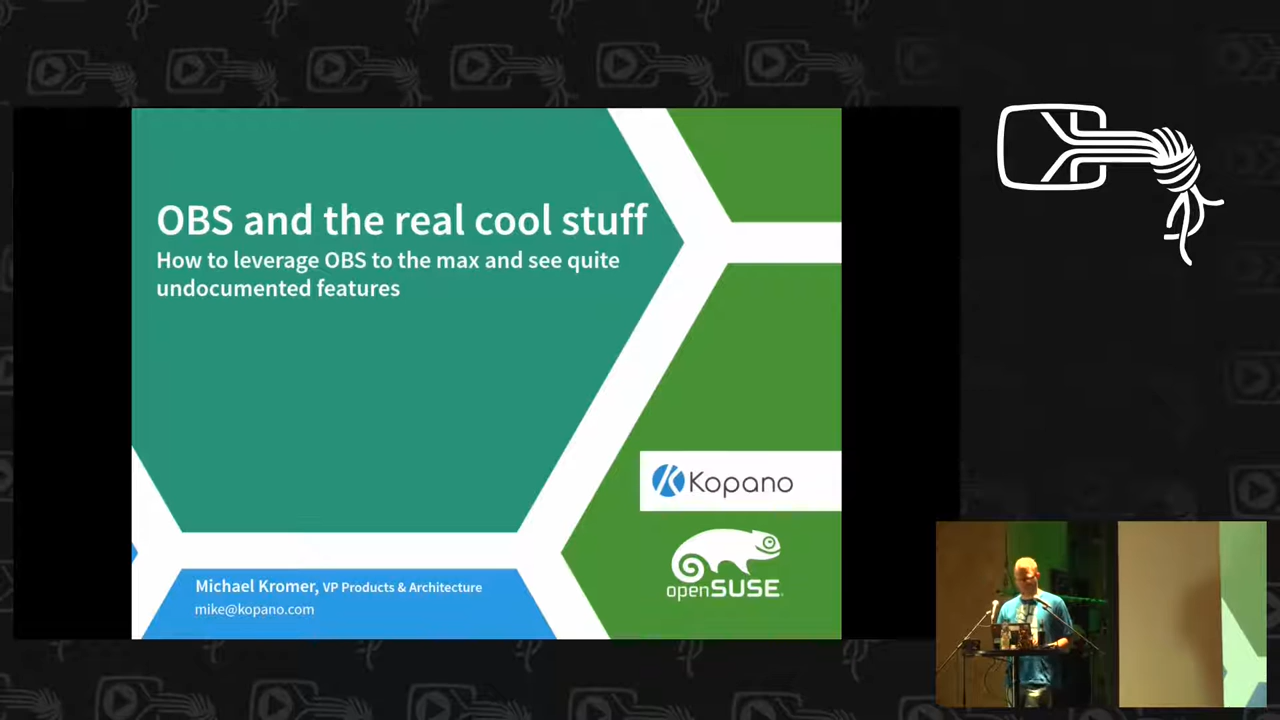 OBS and the real cool stuff
How to leverage OBS to the max and see quite
undocumented features
Kopano
openSUSE
Michael Kromer, VP Products & Architecture
mike@kopano.com